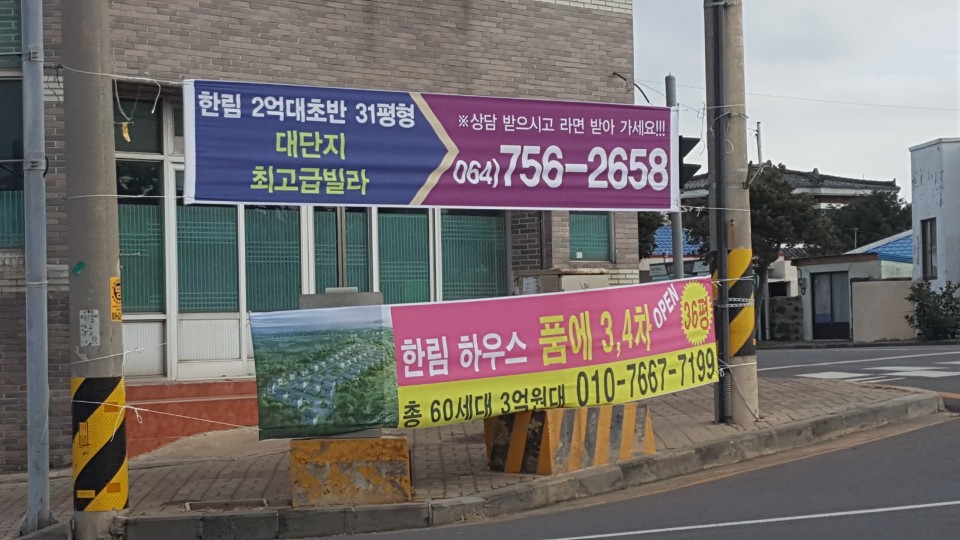 한림 2억대초반 31평형
대단지
최고급빌라
※상담 받으시고 라면 받아 가세요!!!
064)756-2658
한림 하우스 품에 3,4차 OPEN
36평
총 60세대 3억원대 010-7667-7199